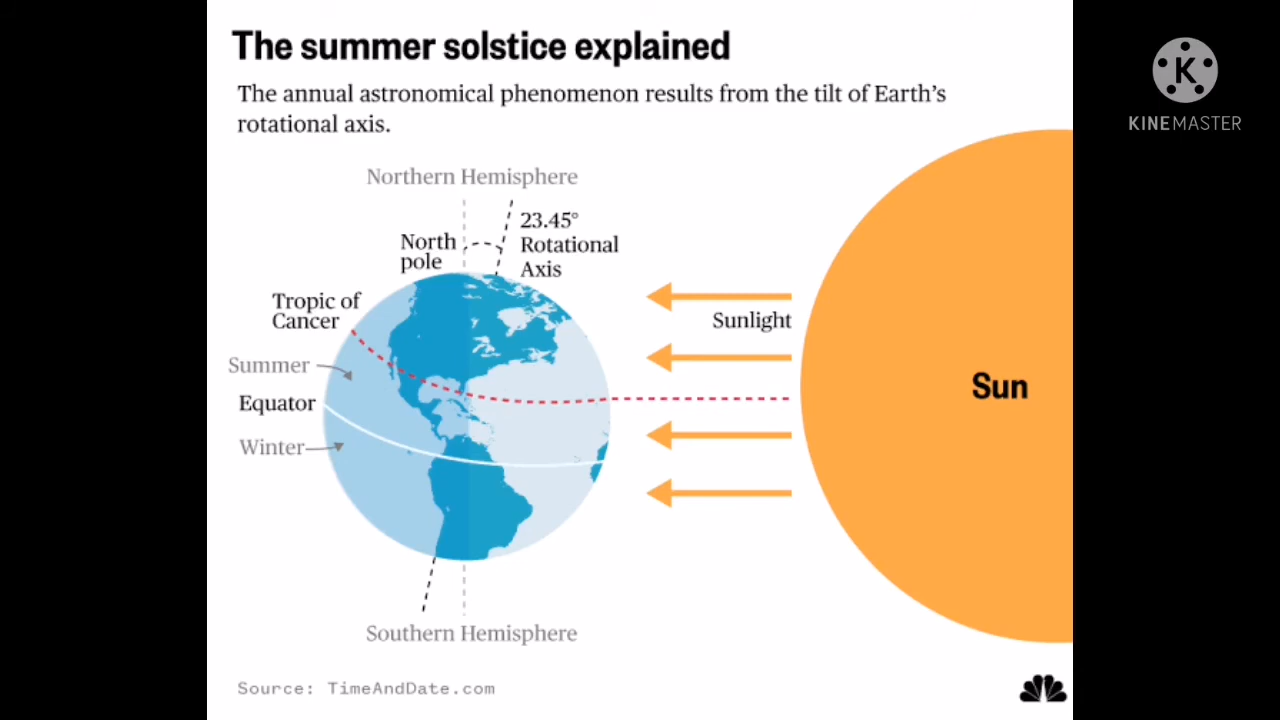 The summer solstice explained
The annual astronomical phenomenon results from the tilt of Earth’s
rotational axis.
K
KINEMASTER
Northern Hemisphere
23.45°
Rotational
Axis
North
pole
Tropic of
Cancer
Sunlight
Summer
Sun
Equator
Winter
Southern Hemisphere
Source: TimeAndDate.com